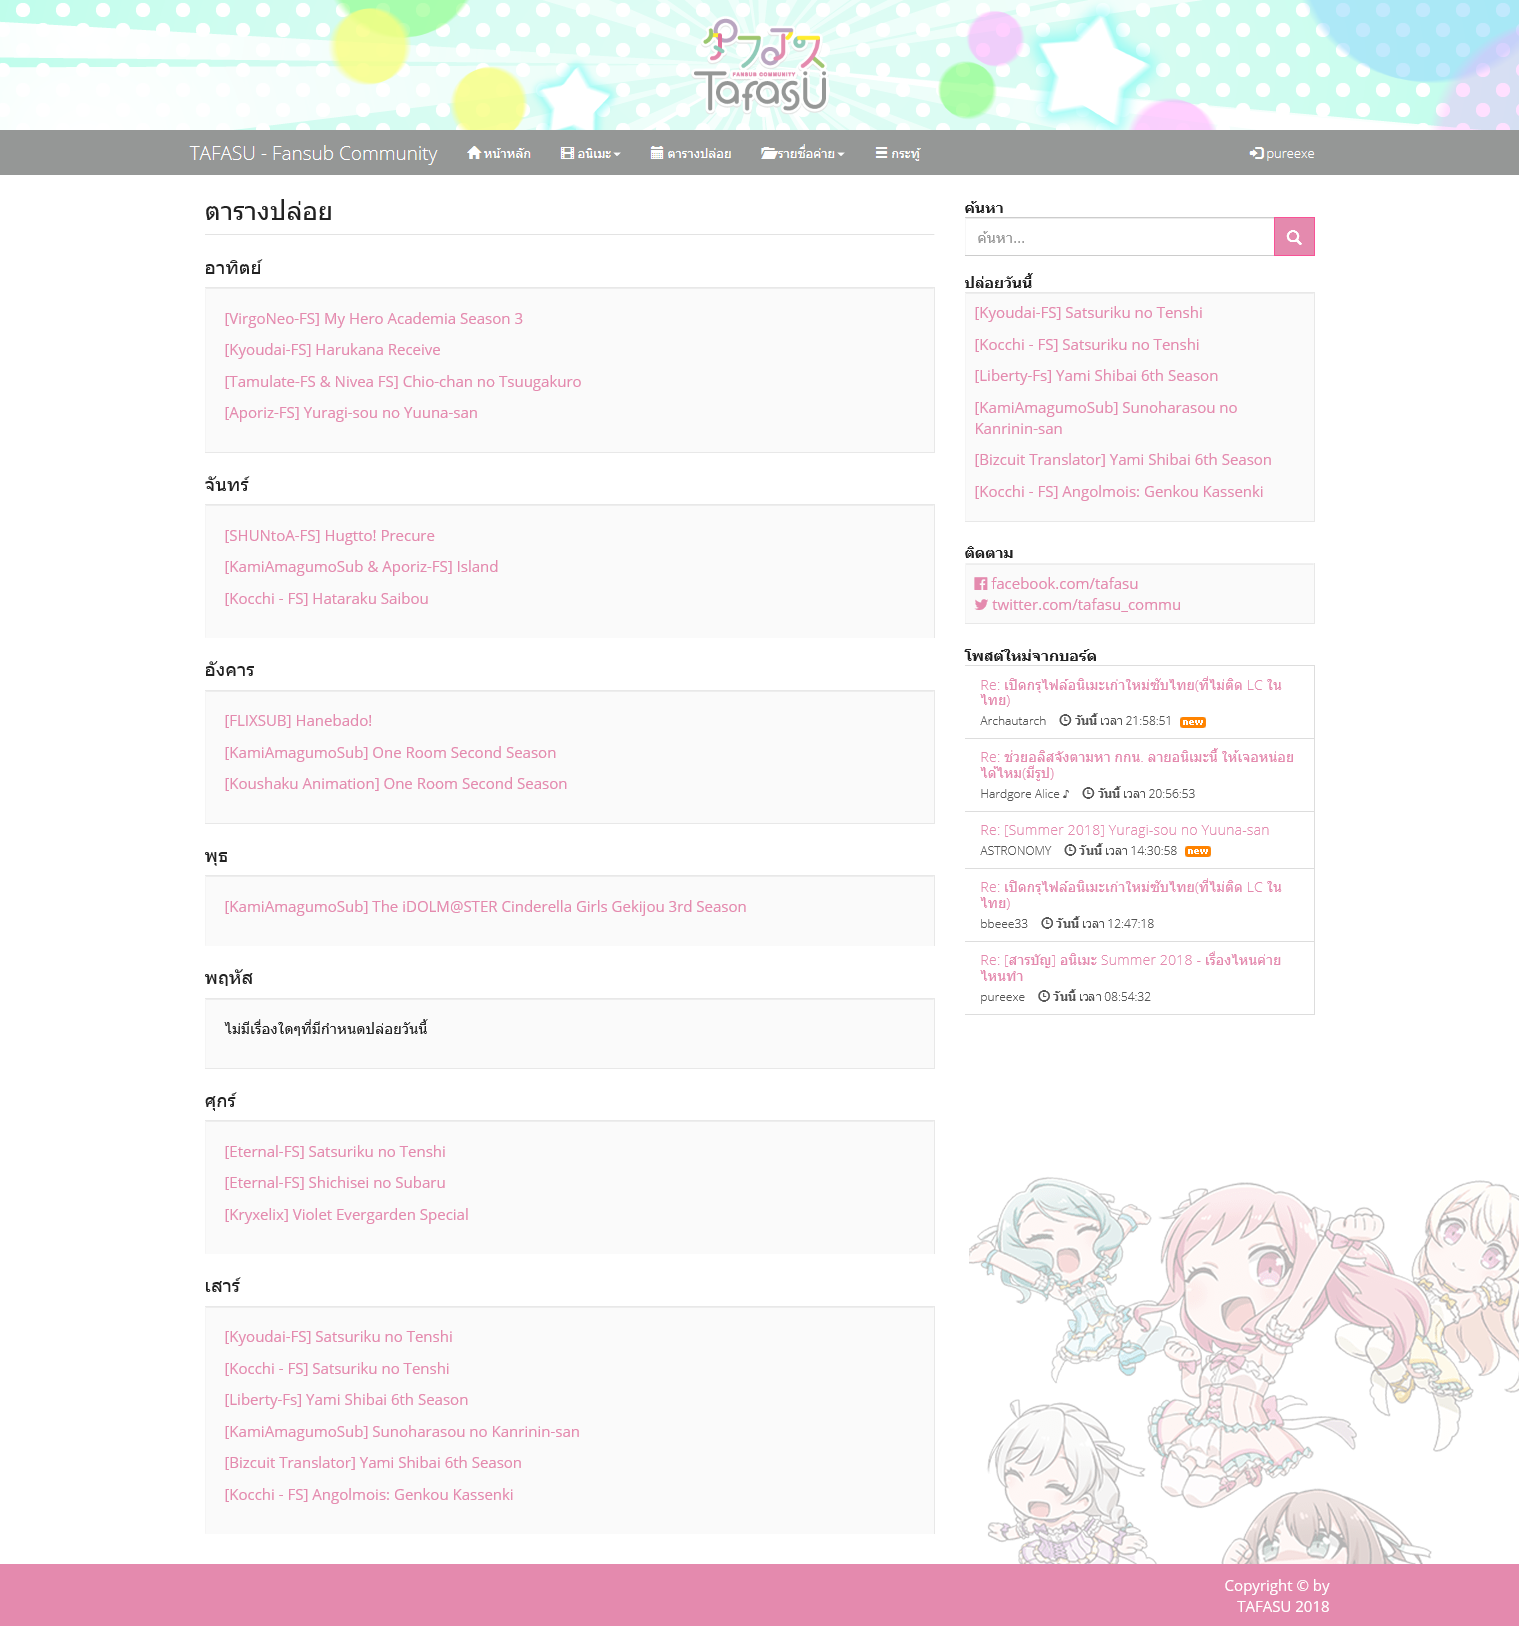 タファス
FANSUB COMMUNITY
TafasU
TAFASU - Fansub Community
หน้าหลัก
อนิเมะ
ตารางปล่อย
รายชื่อค่าย
กระทู้
pureexe
ตารางปล่อย
อาทิตย์
[VirgoNeo-FS] My Hero Academia Season 3
[Kyoudai-FS] Harukana Receive
[Tamulate-FS & Nivea FS] Chio-chan no Tsuugakuro
[Aporiz-FS] Yuragi-sou no Yuuna-san
จันทร์
[SHUNtoA-FS] Hugtto! Precure
[KamiAmagumoSub & Aporiz-FS] Island
[Kocchi - FS] Hataraku Saibou
อังคาร
[FLIXSUB] Hanebado!
[KamiAmagumoSub] One Room Second Season
[Koushaku Animation] One Room Second Season
พุธ
[KamiAmagumoSub] The iDOLM@STER Cinderella Girls Gekijou 3rd Season
พฤหัส
ไม่มีเรื่องใดๆที่มีกำหนดปล่อยวันนี้
ศุกร์
[Eternal-FS] Satsuriku no Tenshi
[Eternal-FS] Shichisei no Subaru
[Kryxelix] Violet Evergarden Special
เสาร์
[Kyoudai-FS] Satsuriku no Tenshi
[Kocchi - FS] Satsuriku no Tenshi
[Liberty-Fs] Yami Shibai 6th Season
[KamiAmagumoSub] Sunoharasou no Kanrinin-san
[Bizcuit Translator] Yami Shibai 6th Season
[Kocchi - FS] Angolmois: Genkou Kassenki
ค้นหา
ค้นหา...
ปล่อยวันนี้
[Kyoudai-FS] Satsuriku no Tenshi
[Kocchi - FS] Satsuriku no Tenshi
[Liberty-Fs] Yami Shibai 6th Season
[KamiAmagumoSub] Sunoharasou no
Kanrinin-san
[Bizcuit Translator] Yami Shibai 6th Season
[Kocchi - FS] Angolmois: Genkou Kassenki
ติดตาม
facebook.com/tafasu
twitter.com/tafasu_commu
โพสต์ใหม่จากบอร์ด
Re: เปิดกรุไฟล์อนิเมะเก่าใหม่ซับไทย(ที่ไม่ติด LC ใน
ไทย)
Archautarch วันนี้ เวลา 21:58:51 new
Re: ช่วยอลิสจังตามหา กกน. ลายอนิเมะนี้ ให้เจอหน่อย
ได้ไหม(มีรูป)
Hardgore Alice ♪ วันนี้ เวลา 20:56:53
Re: [Summer 2018] Yuragi-sou no Yuuna-san
ASTRONOMY วันนี้ เวลา 14:30:58 new
Re: เปิดกรุไฟล์อนิเมะเก่าใหม่ซับไทย(ที่ไม่ติด LC ใน
ไทย)
bbeee33 วันนี้ เวลา 12:47:18
Re: [สารบัญ] อนิเมะ Summer 2018 - เรื่องไหนค่าย
ไหนทำ
pureexe วันนี้ เวลา 08:54:32
Copyright © by
TAFASU 2018